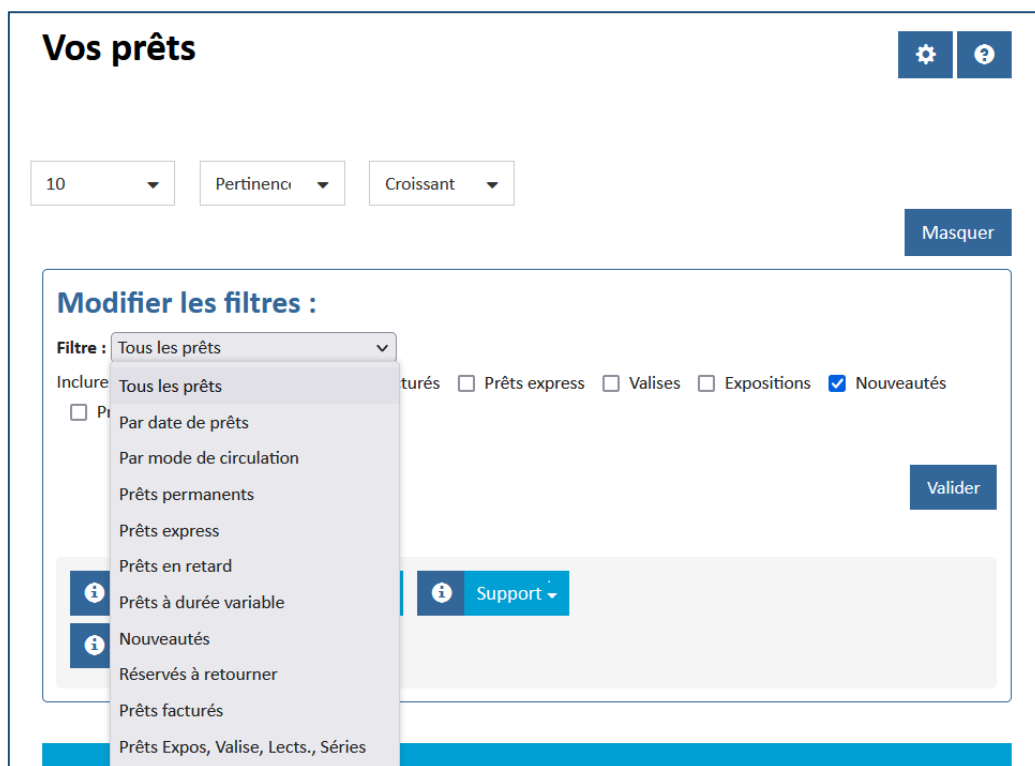 Vos prêts
10 Pertinenc Croissant
Masquer
Modifier les filtres :
Filtre : Tous les prêts
Inclure turés Prêts express Valises Expositions Nouveautés
Pr
Tous les prêts
Par date de prêts
Par mode de circulation
Prêts permanents
Prêts express
Prêts en retard
Prêts à durée variable
Nouveautés
Réservés à retourner
Prêts facturés
Prêts Expos, Valise, Lects., Séries
Valider
Support